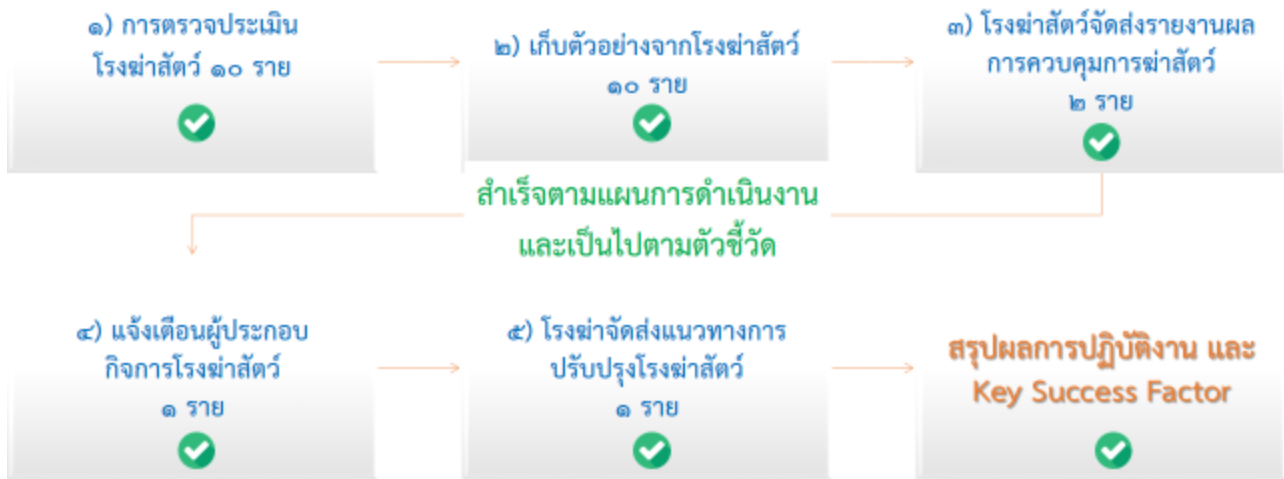 ๑) การตรวจประเมิน
โรงฆ่าสัตว์ ๑๐ ราย
๒) เก็บตัวอย่างจากโรงฆ่าสัตว์
๑๐ ราย
๓) โรงฆ่าสัตว์จัดส่งรายงานผล
การควบคุมการฆ่าสัตว์
๒ ราย
สำเร็จตามแผนการดำเนินงาน
และเป็นไปตามตัวชี้วัด
๔) แจ้งเตือนผู้ประกอบ
กิจการโรงฆ่าสัตว์
๑ ราย
๕) โรงฆ่าจัดส่งแนวทางการ
ปรับปรุงโรงฆ่าสัตว์
๑ ราย
สรุปผลการปฏิบัติงาน และ
Key Success Factor